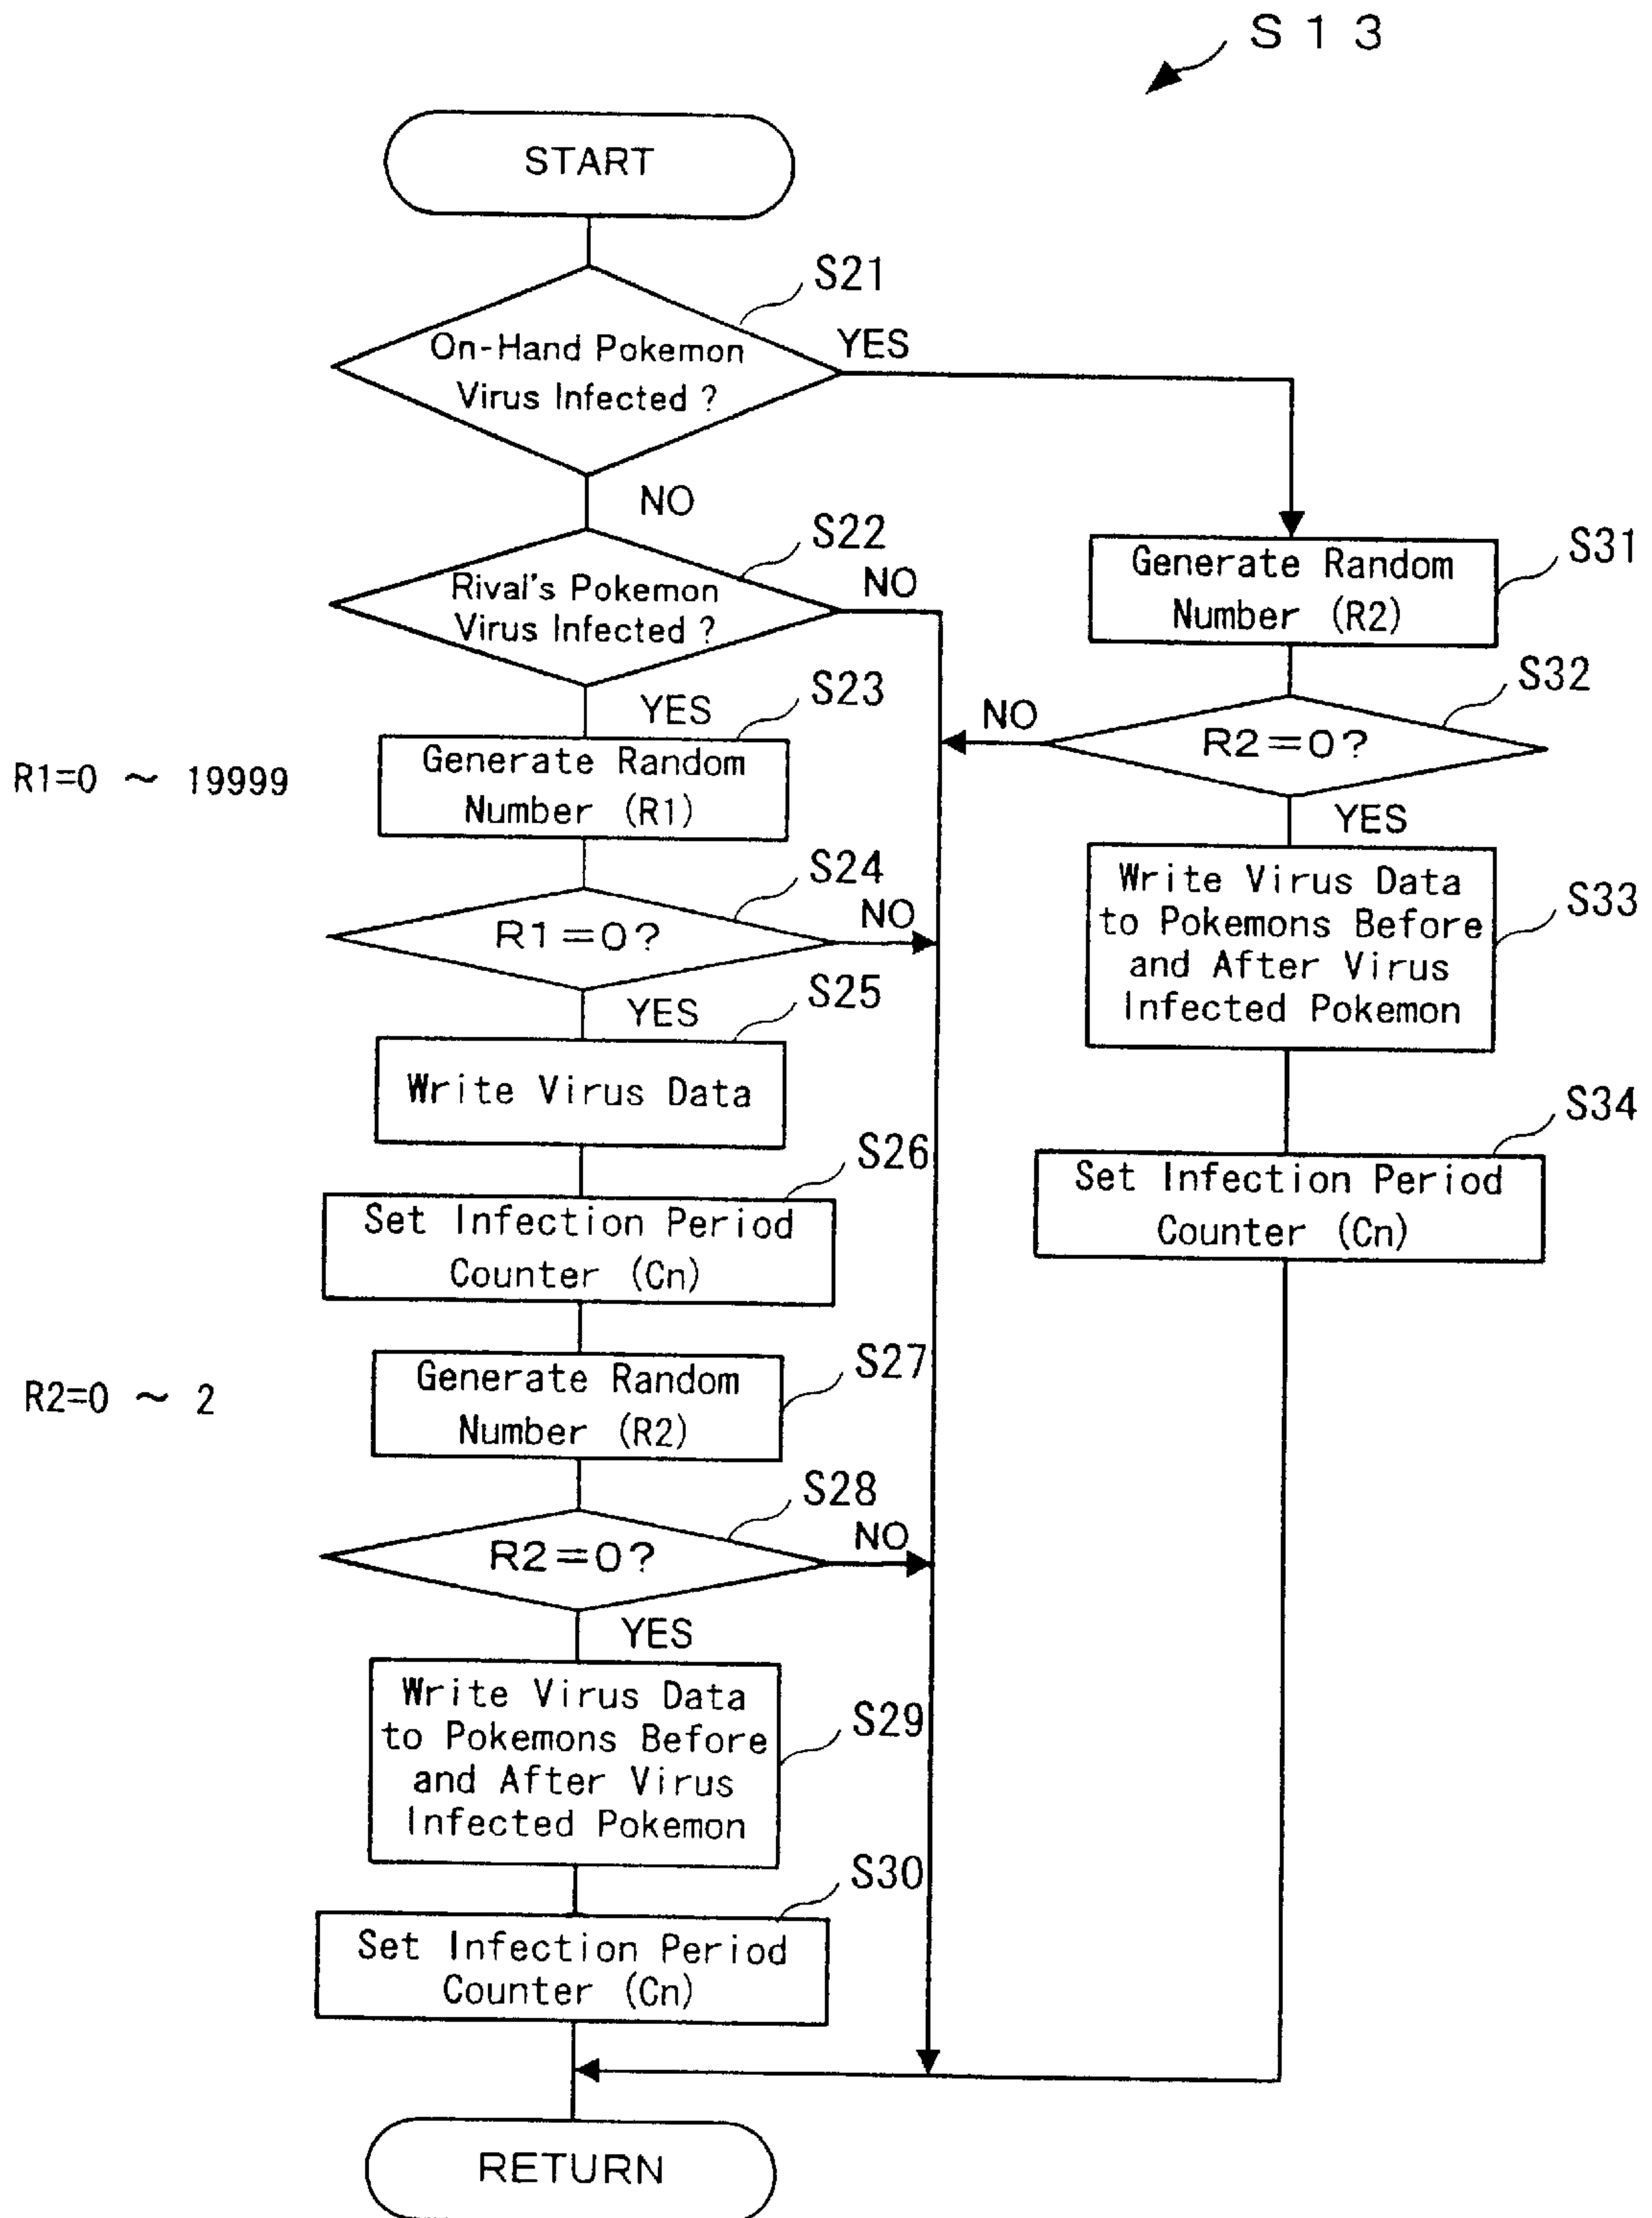 S13
START
S21
On-Hand Pokemon
Virus Infected ?
YES
NO
S22
Rival's Pokemon
Virus Infected ?
NO
S31
Generate Random
Number (R2)
S32
R2=0?
NO
YES
S23
YES
R1=0 ~ 19999
Generate Random
Number (R1)
S24
R1=0?
NO
S33
Write Virus Data
to Pokemons Before
and After Virus
Infected Pokemon
YES
S25
Write Virus Data
S34
Set Infection Period
Counter (Cn)
S26
Set Infection Period
Counter (Cn)
S27
R2=0 ~ 2
Generate Random
Number (R2)
S28
R2=0?
NO
YES
S29
Write Virus Data
to Pokemons Before
and After Virus
Infected Pokemon
S30
Set Infection Period
Counter (Cn)
RETURN